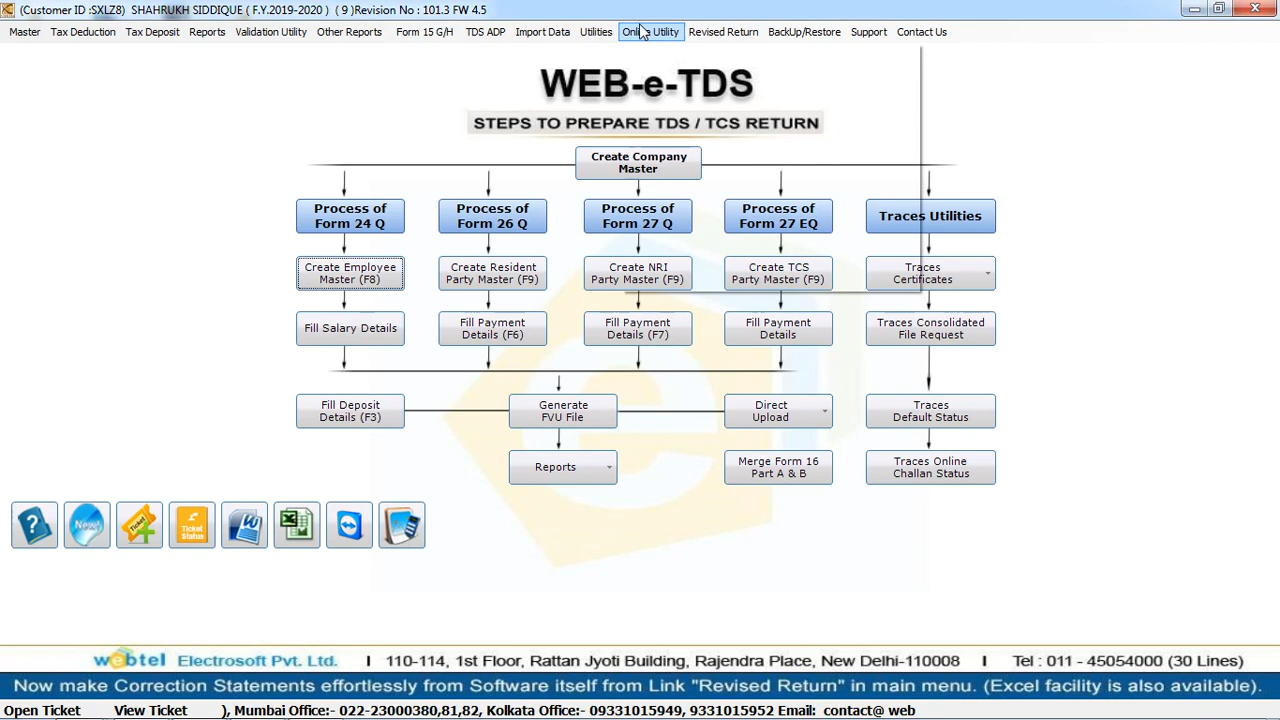 (Customer ID :SXLZ8)  SHAHRUKH SIDDIQUE ( F.Y.2019-2020 )  ( 9 )Revision No : 101.3 FW 4.5
Master Tax Deduction Tax Deposit Reports Validation Utility Other Reports Form 15 G/H TDS ADP Import Data Utilities Online Utility Revised Return BackUp/Restore Support Contact Us
WEB-e-TDS
STEPS TO PREPARE TDS / TCS RETURN
Create Company
Master
Process of
Form 24 Q
Process of
Form 26 Q
Process of
Form 27 Q
Process of
Form 27 EQ
Traces Utilities
Create Employee
Master (F8)
Create Resident
Party Master (F9)
Create NRI
Party Master (F9)
Create TCS
Party Master (F9)
Traces
Certificates
Fill Salary Details
Fill Payment
Details (F6)
Fill Payment
Details (F7)
Fill Payment
Details
Traces Consolidated
File Request
Fill Deposit
Details (F3)
Generate
FVU File
Direct
Upload
Traces
Default Status
Reports
Merge Form 16
Part A & B
Traces Online
Challan Status
New!
Ticket
Ticket
Status
webtel Electrosoft Pvt. Ltd. I 110-114, 1st Floor, Rattan Jyoti Building, Rajendra Place, New Delhi-110008 I Tel : 011 - 45054000 (30 Lines)
Now make Correction Statements effortlessly from Software itself from Link "Revised Return" in main menu. (Excel facility is also available).
Open Ticket View Ticket ), Mumbai Office:- 022-23000380,81,82, Kolkata Office:- 09331015949, 9331015952 Email: contact@ web